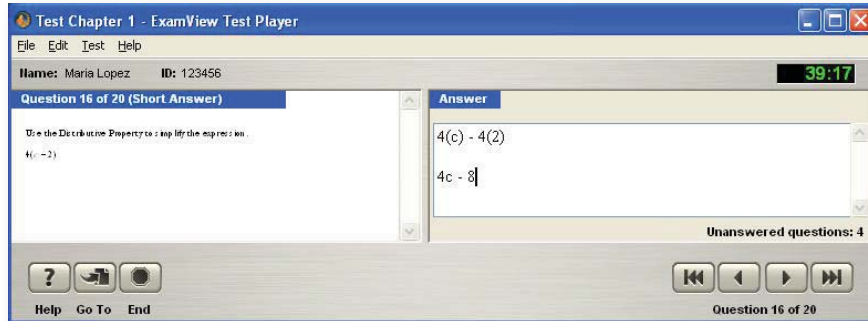 Test Chapter 1 - ExamView Test Player
File Edit Test Help
Name: Maria Lopez ID: 123456
39:17
Question 16 of 20 (Short Answer)
Use the Distributive Property to simplify the expression.
4(c − 2)
Answer
4(c) - 4(2)
4c - 8
Unanswered questions: 4
?
Help Go To End
Question 16 of 20